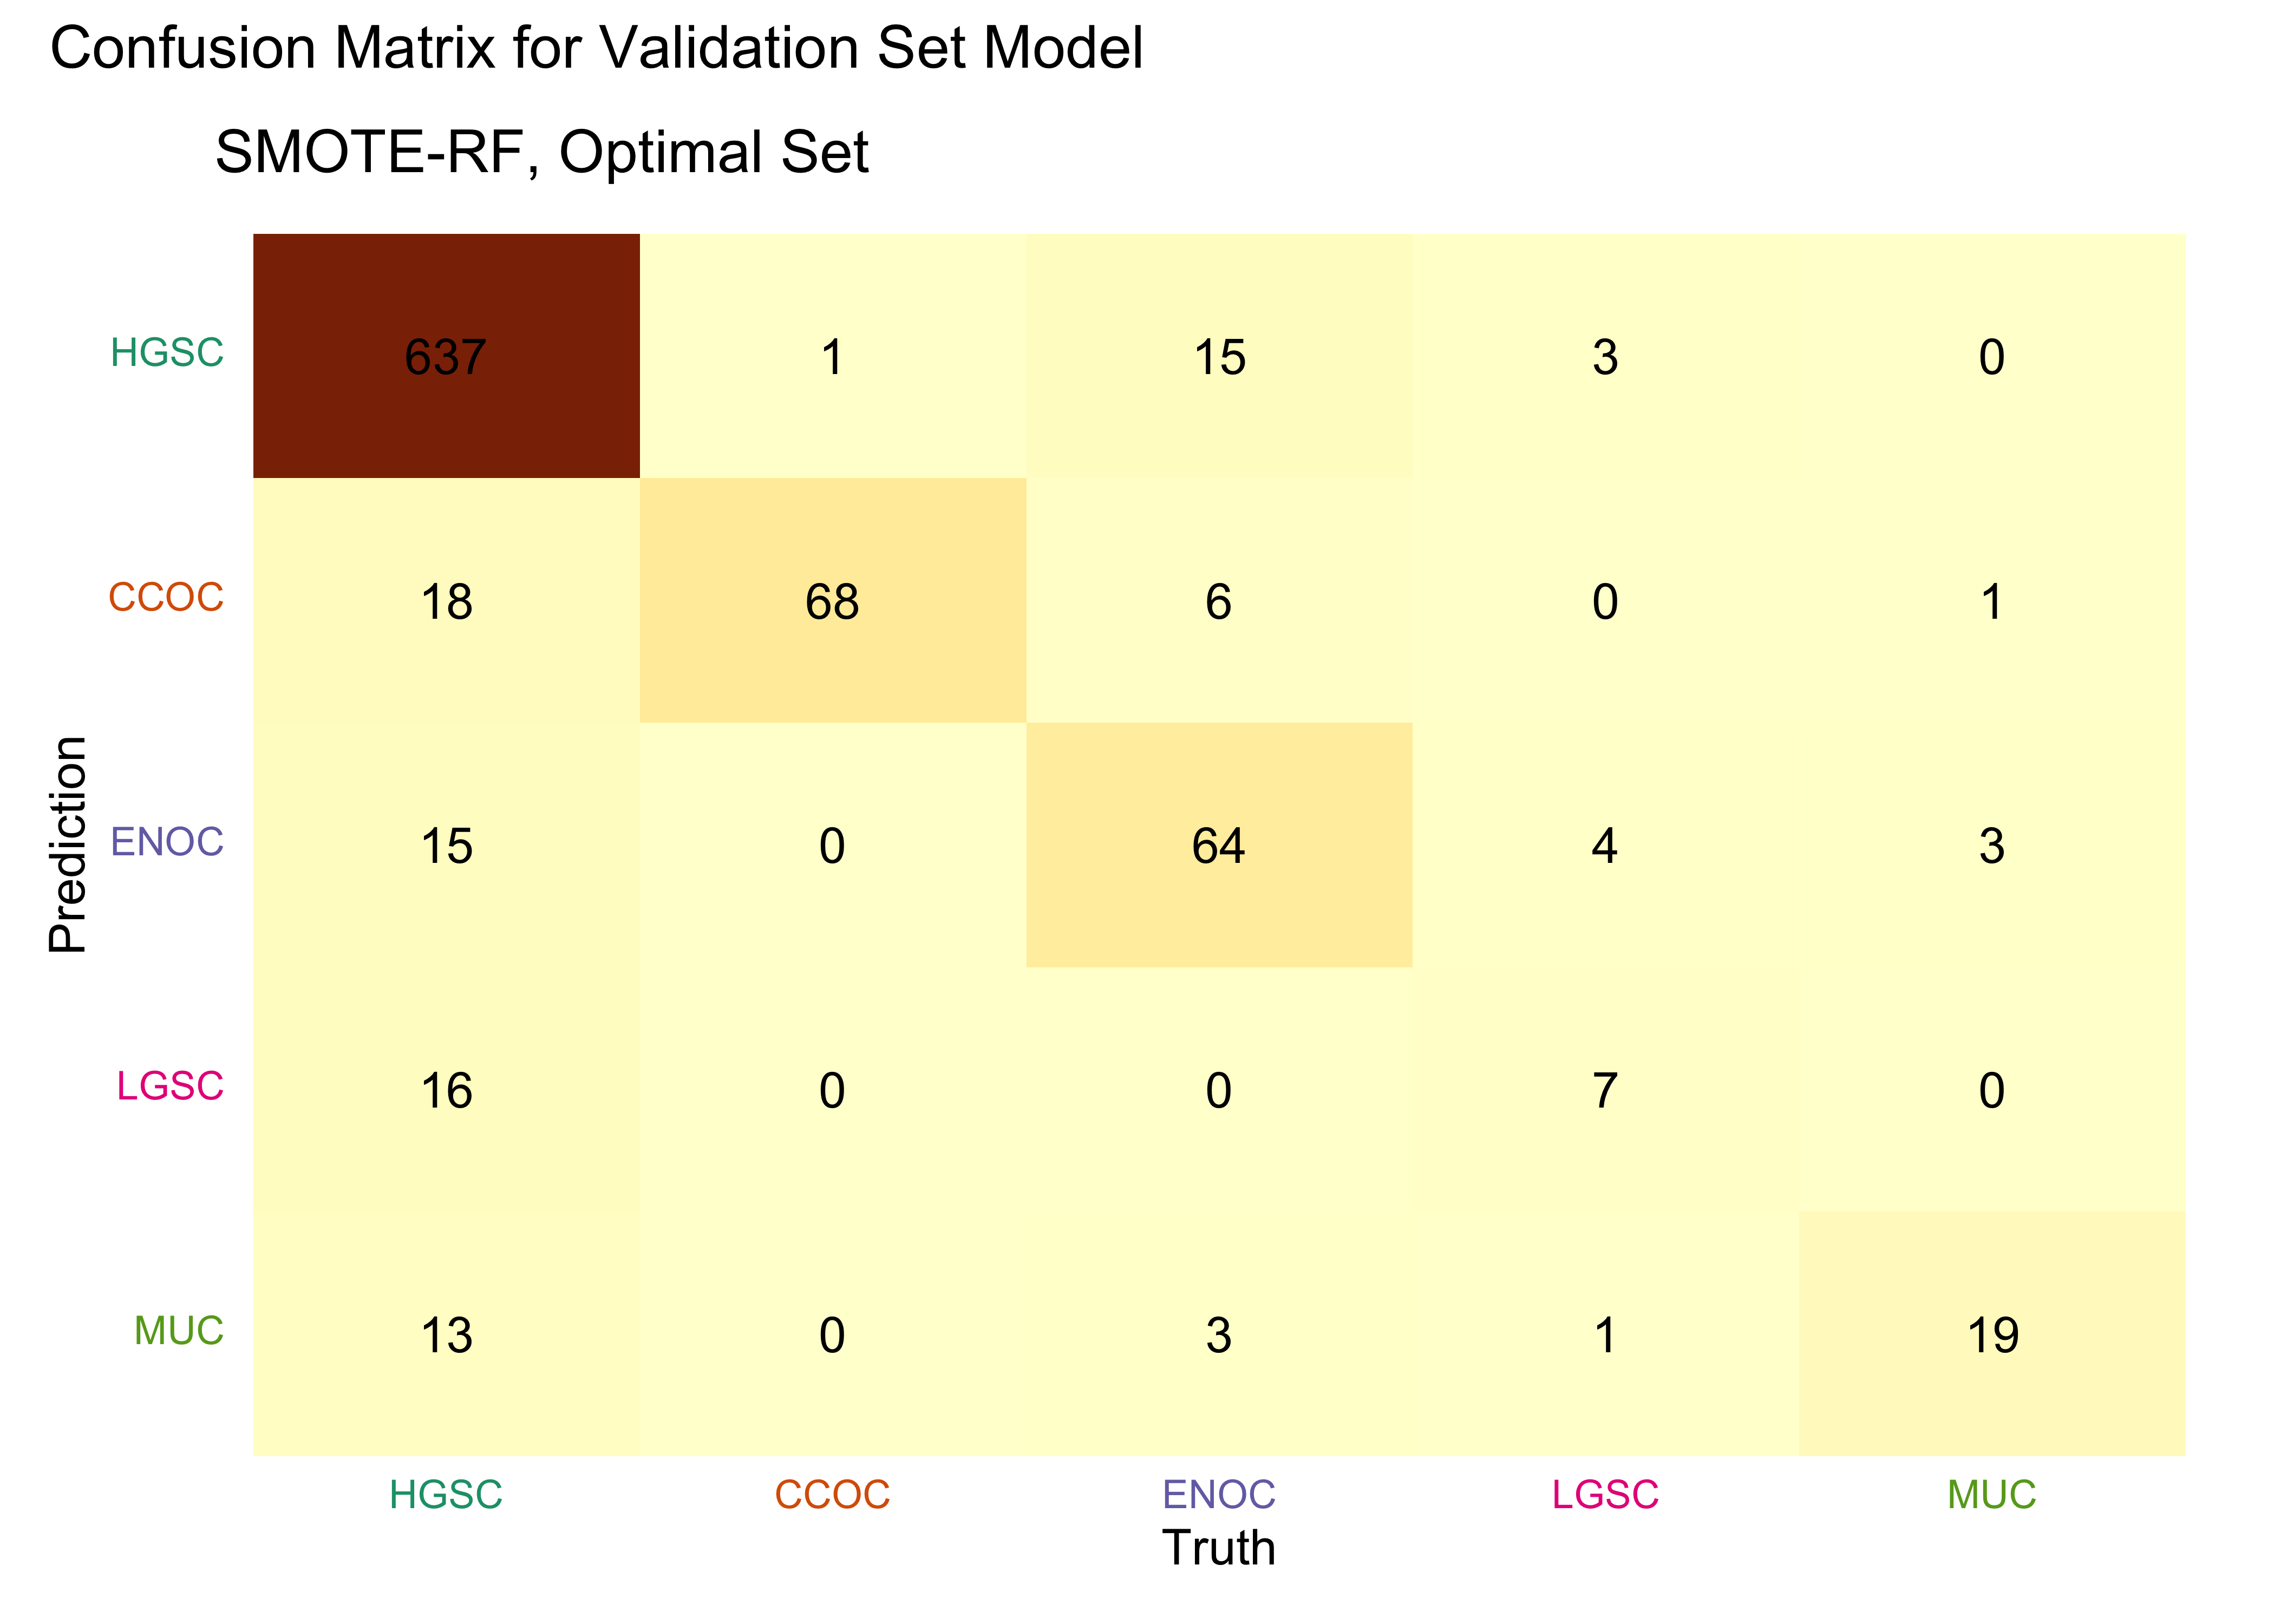 Confusion Matrix for Validation Set Model
SMOTE-RF, Optimal Set
HGSC 637 1 15 3 0
CCOC 18 68 6 0 1
ENOC 15 0 64 4 3
LGSC 16 0 0 7 0
MUC 13 0 3 1 19
Prediction
HGSC CCOC ENOC LGSC MUC
Truth